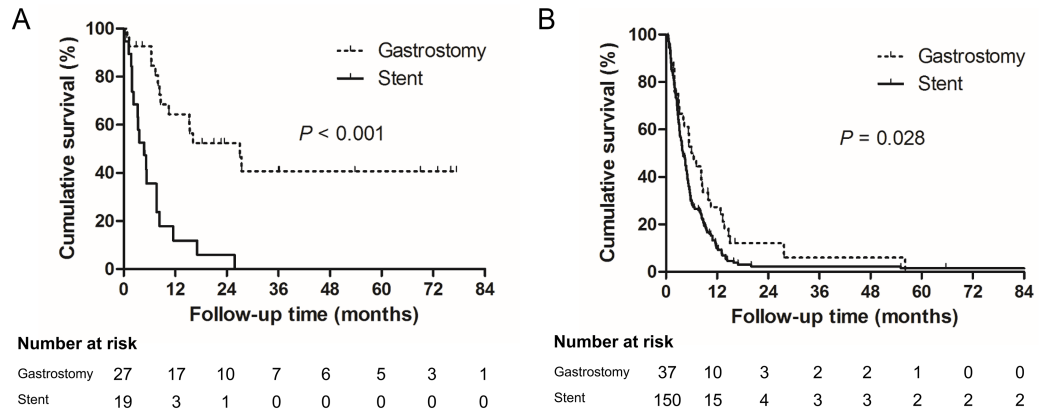 A
Cumulative survival (%)
100
80
60
40
20
0
Gastrostomy
Stent
P < 0.001
0 12 24 36 48 60 72 84
Follow-up time (months)
Number at risk
Gastrostomy 27 17 10 7 6 5 3 1
Stent 19 3 1 0 0 0 0 0
B
Cumulative survival (%)
100
80
60
40
20
0
Gastrostomy
Stent
P = 0.028
0 12 24 36 48 60 72 84
Follow-up time (months)
Number at risk
Gastrostomy 37 10 3 2 2 1 0 0
Stent 150 15 4 3 3 2 2 2